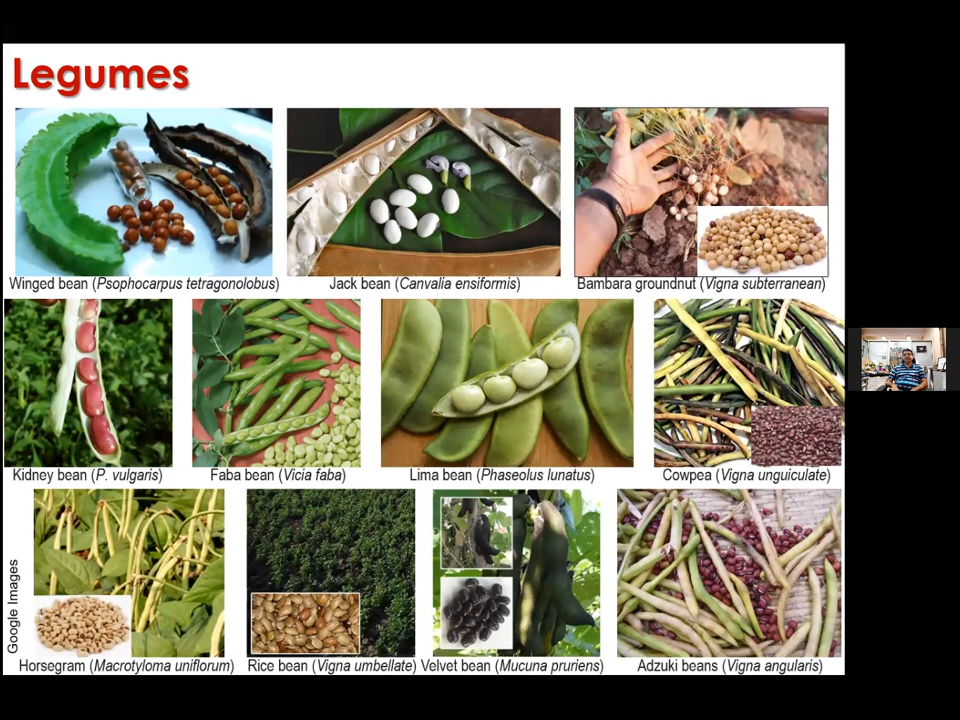 Legumes
Winged bean (Psophocarpus tetragonolobus)
Jack bean (Canvalia ensiformis)
Bambara groundnut (Vigna subterranean)
Kidney bean (P. vulgaris)
Faba bean (Vicia faba)
Lima bean (Phaseolus lunatus)
Cowpea (Vigna unguiculate)
Google Images
Horsegram (Macrotyloma uniflorum)
Rice bean (Vigna umbellate)
Velvet bean (Mucuna pruriens)
Adzuki beans (Vigna angularis)